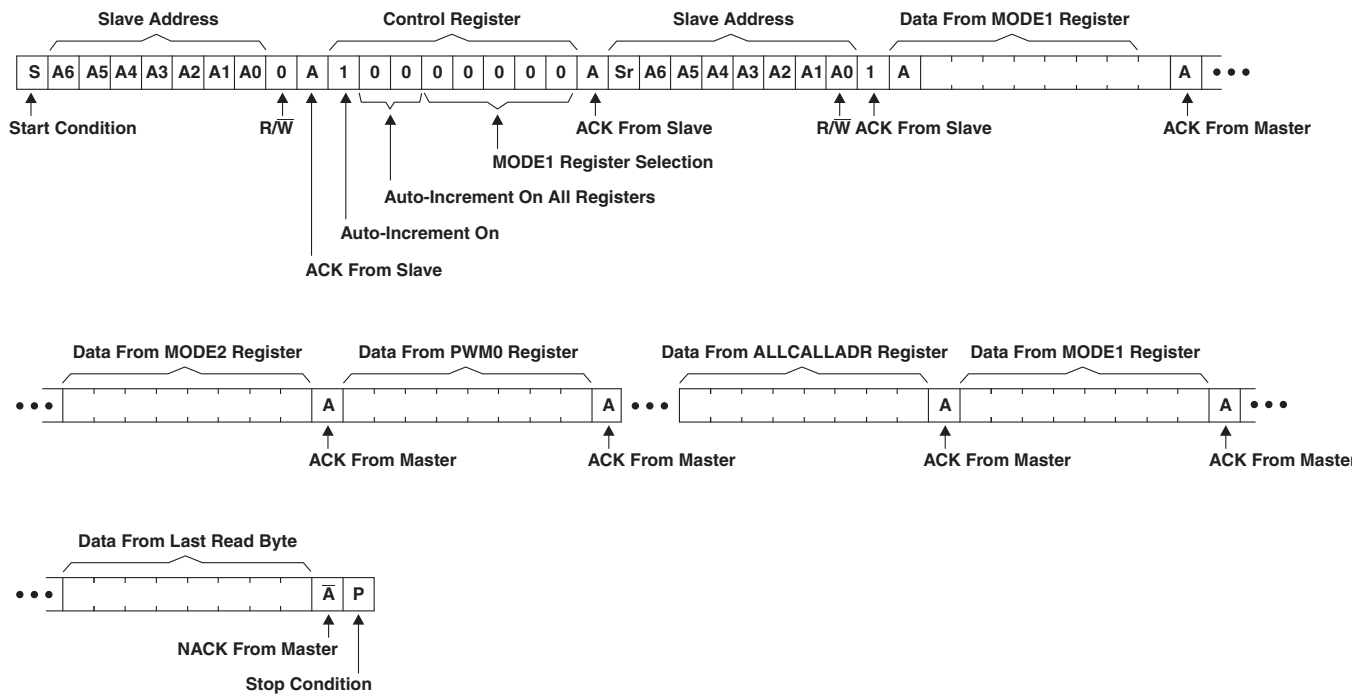 Slave Address Control Register Slave Address Data From MODE1 Register
S A6 A5 A4 A3 A2 A1 A0 0 A 1 0 0 0 0 0 0 0 A Sr A6 A5 A4 A3 A2 A1 A0 1 A A •••
Start Condition R/W̅ ACK From Slave R/W̅ ACK From Slave ACK From Master
MODE1 Register Selection
Auto-Increment On All Registers
Auto-Increment On
ACK From Slave
Data From MODE2 Register Data From PWM0 Register Data From ALLCALLADR Register Data From MODE1 Register
••• A A ••• A A •••
ACK From Master ACK From Master ACK From Master ACK From Master
Data From Last Read Byte
••• A̅ P
NACK From Master
Stop Condition